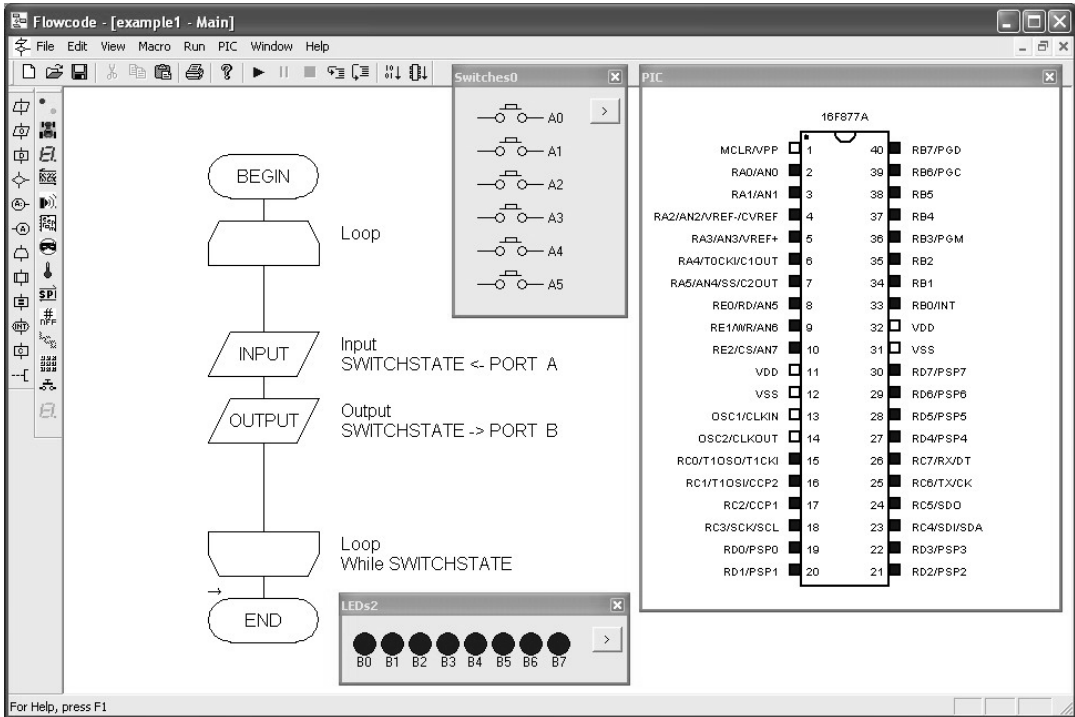 Flowcode - [example1 - Main]
File Edit View Macro Run PIC Window Help
Switches0
A0
A1
A2
A3
A4
A5
BEGIN
Loop
INPUT
Input
SWITCHSTATE <- PORT A
OUTPUT
Output
SWITCHSTATE -> PORT B
Loop
While SWITCHSTATE
END
LEDs2
B0 B1 B2 B3 B4 B5 B6 B7
PIC
16F877A
MCLR/VPP 1 40 RB7/PGD
RA0/AN0 2 39 RB6/PGC
RA1/AN1 3 38 RB5
RA2/AN2/VREF-/CVREF 4 37 RB4
RA3/AN3/VREF+ 5 36 RB3/PGM
RA4/T0CKI/C1OUT 6 35 RB2
RA5/AN4/SS/C2OUT 7 34 RB1
RE0/RD/AN5 8 33 RB0/INT
RE1/WR/AN6 9 32 VDD
RE2/CS/AN7 10 31 VSS
VDD 11 30 RD7/PSP7
VSS 12 29 RD6/PSP6
OSC1/CLKIN 13 28 RD5/PSP5
OSC2/CLKOUT 14 27 RD4/PSP4
RC0/T1OSO/T1CKI 15 26 RC7/RX/DT
RC1/T1OSI/CCP2 16 25 RC6/TX/CK
RC2/CCP1 17 24 RC5/SDO
RC3/SCK/SCL 18 23 RC4/SDI/SDA
RD0/PSP0 19 22 RD3/PSP3
RD1/PSP1 20 21 RD2/PSP2
For Help, press F1